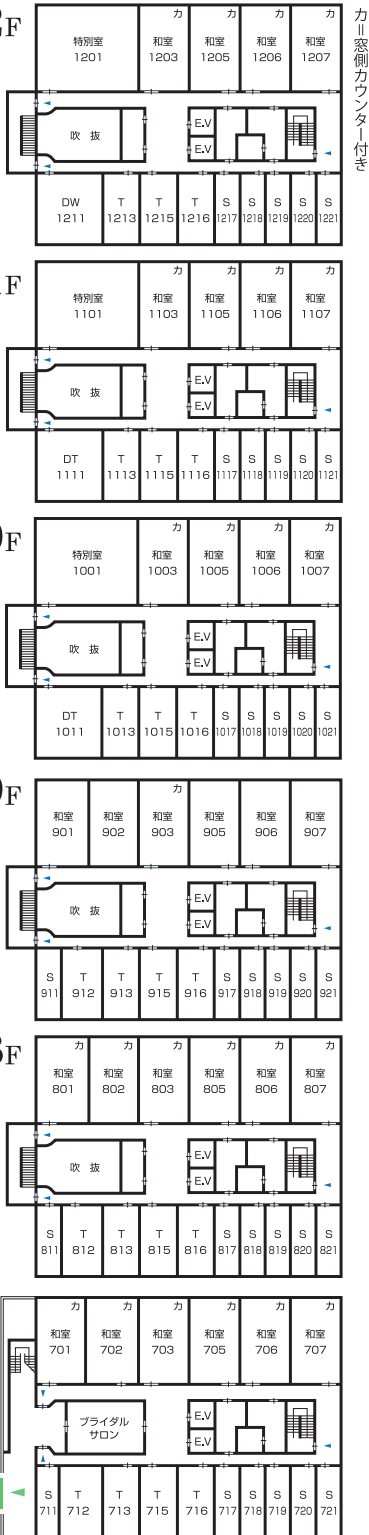 カ＝窓側カウンター付き
F
カ カ カ カ
特別室 和室 和室 和室 和室
1201 1203 1205 1206 1207
吹 抜
E.V
E.V
DW T T T S S S S S
1211 1213 1215 1216 1217 1218 1219 1220 1221
F
カ カ カ カ
特別室 和室 和室 和室 和室
1101 1103 1105 1106 1107
吹 抜
E.V
E.V
DT T T T S S S S S
1111 1113 1115 1116 1117 1118 1119 1120 1121
F
カ カ カ カ
特別室 和室 和室 和室 和室
1001 1003 1005 1006 1007
吹 抜
E.V
E.V
DT T T T S S S S S
1011 1013 1015 1016 1017 1018 1019 1020 1021
F
カ
和室 和室 和室 和室 和室 和室
901 902 903 905 906 907
吹 抜
E.V
E.V
S T T T T S S S S S
911 912 913 915 916 917 918 919 920 921
F
カ カ カ カ カ カ
和室 和室 和室 和室 和室 和室
801 802 803 805 806 807
吹 抜
E.V
E.V
S T T T T S S S S S
811 812 813 815 816 817 818 819 820 821
カ カ カ カ カ カ
和室 和室 和室 和室 和室 和室
701 702 703 705 706 707
ブライダル
サロン
E.V
E.V
S T T T T S S S S S
711 712 713 715 716 717 718 719 720 721